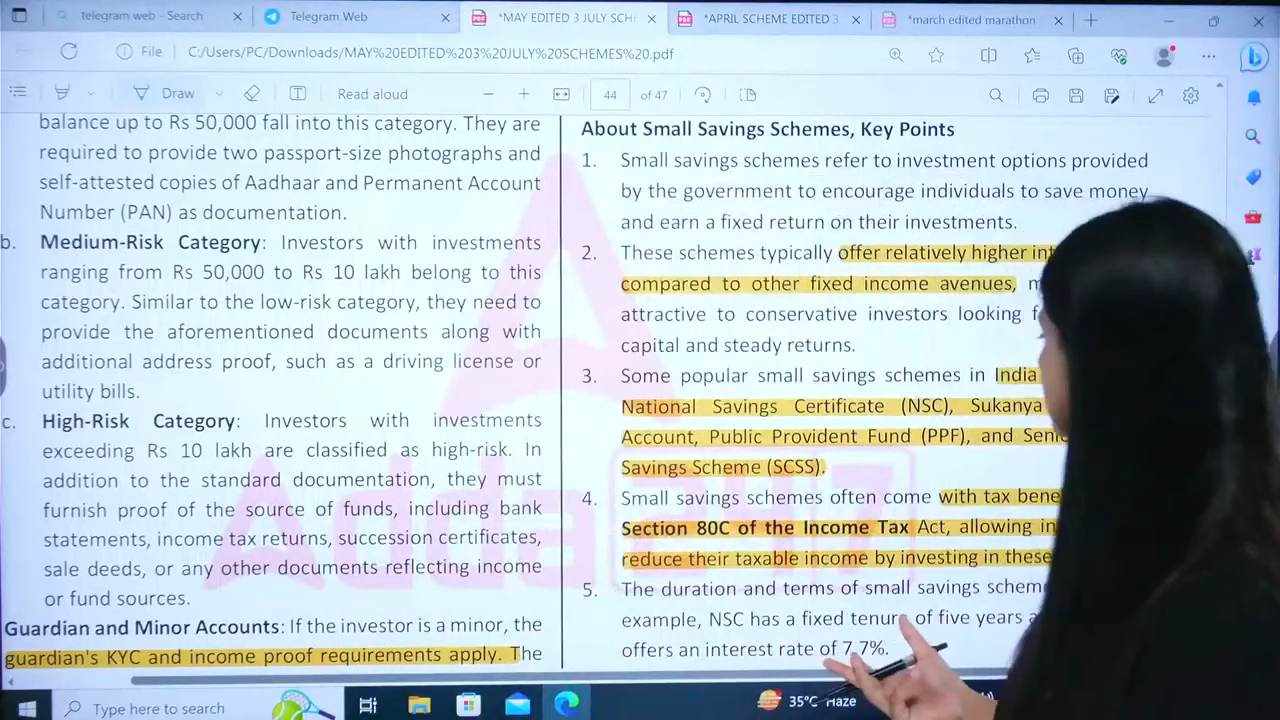 telegram web - Search
Telegram Web
*MAY EDITED 3 JULY SCHE
*APRIL SCHEME EDITED 3
*march edited marathon
File
C:/Users/PC/Downloads/MAY%20EDITED%203%20JULY%20SCHEMES%20.pdf
Draw
Read aloud
44
of 47
balance up to Rs 50,000 fall into this category. They are
required to provide two passport-size photographs and
self-attested copies of Aadhaar and Permanent Account
Number (PAN) as documentation.
b. Medium-Risk Category: Investors with investments
ranging from Rs 50,000 to Rs 10 lakh belong to this
category. Similar to the low-risk category, they need to
provide the aforementioned documents along with
additional address proof, such as a driving license or
utility bills.
c. High-Risk Category: Investors with investments
exceeding Rs 10 lakh are classified as high-risk. In
addition to the standard documentation, they must
furnish proof of the source of funds, including bank
statements, income tax returns, succession certificates,
sale deeds, or any other documents reflecting income
or fund sources.
Guardian and Minor Accounts: If the investor is a minor, the
guardian's KYC and income proof requirements apply. The
About Small Savings Schemes, Key Points
1. Small savings schemes refer to investment options provided
by the government to encourage individuals to save money
and earn a fixed return on their investments.
2. These schemes typically offer relatively higher
compared to other fixed income avenues,
attractive to conservative investors looking
capital and steady returns.
3. Some popular small savings schemes in India
National Savings Certificate (NSC), Sukanya
Account, Public Provident Fund (PPF), and
Savings Scheme (SCSS).
4. Small savings schemes often come with tax
Section 80C of the Income Tax Act, allowing
reduce their taxable income by investing in these
5. The duration and terms of small savings
example, NSC has a fixed tenure of five years
offers an interest rate of 7.7%.
Adda247
Type here to search
35°C Haze